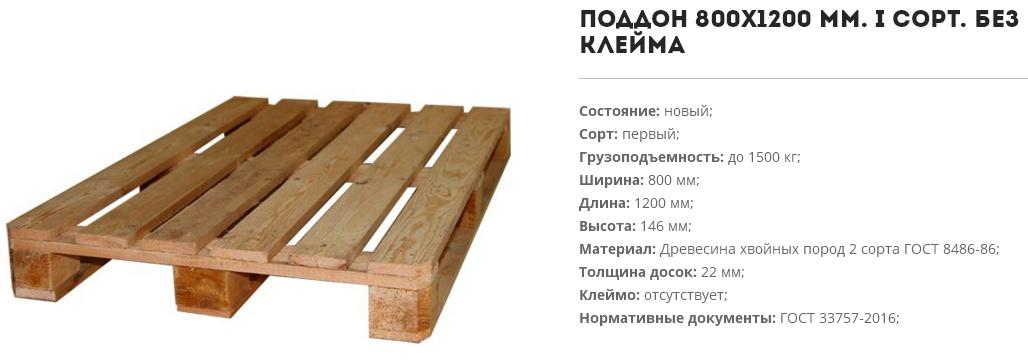 ПОДДОН 800Х1200 ММ. I СОРТ. БЕЗ
КЛЕЙМА
Состояние: новый;
Сорт: первый;
Грузоподъемность: до 1500 кг;
Ширина: 800 мм;
Длина: 1200 мм;
Высота: 146 мм;
Материал: Древесина хвойных пород 2 сорта ГОСТ 8486-86;
Толщина досок: 22 мм;
Клеймо: отсутствует;
Нормативные документы: ГОСТ 33757-2016;